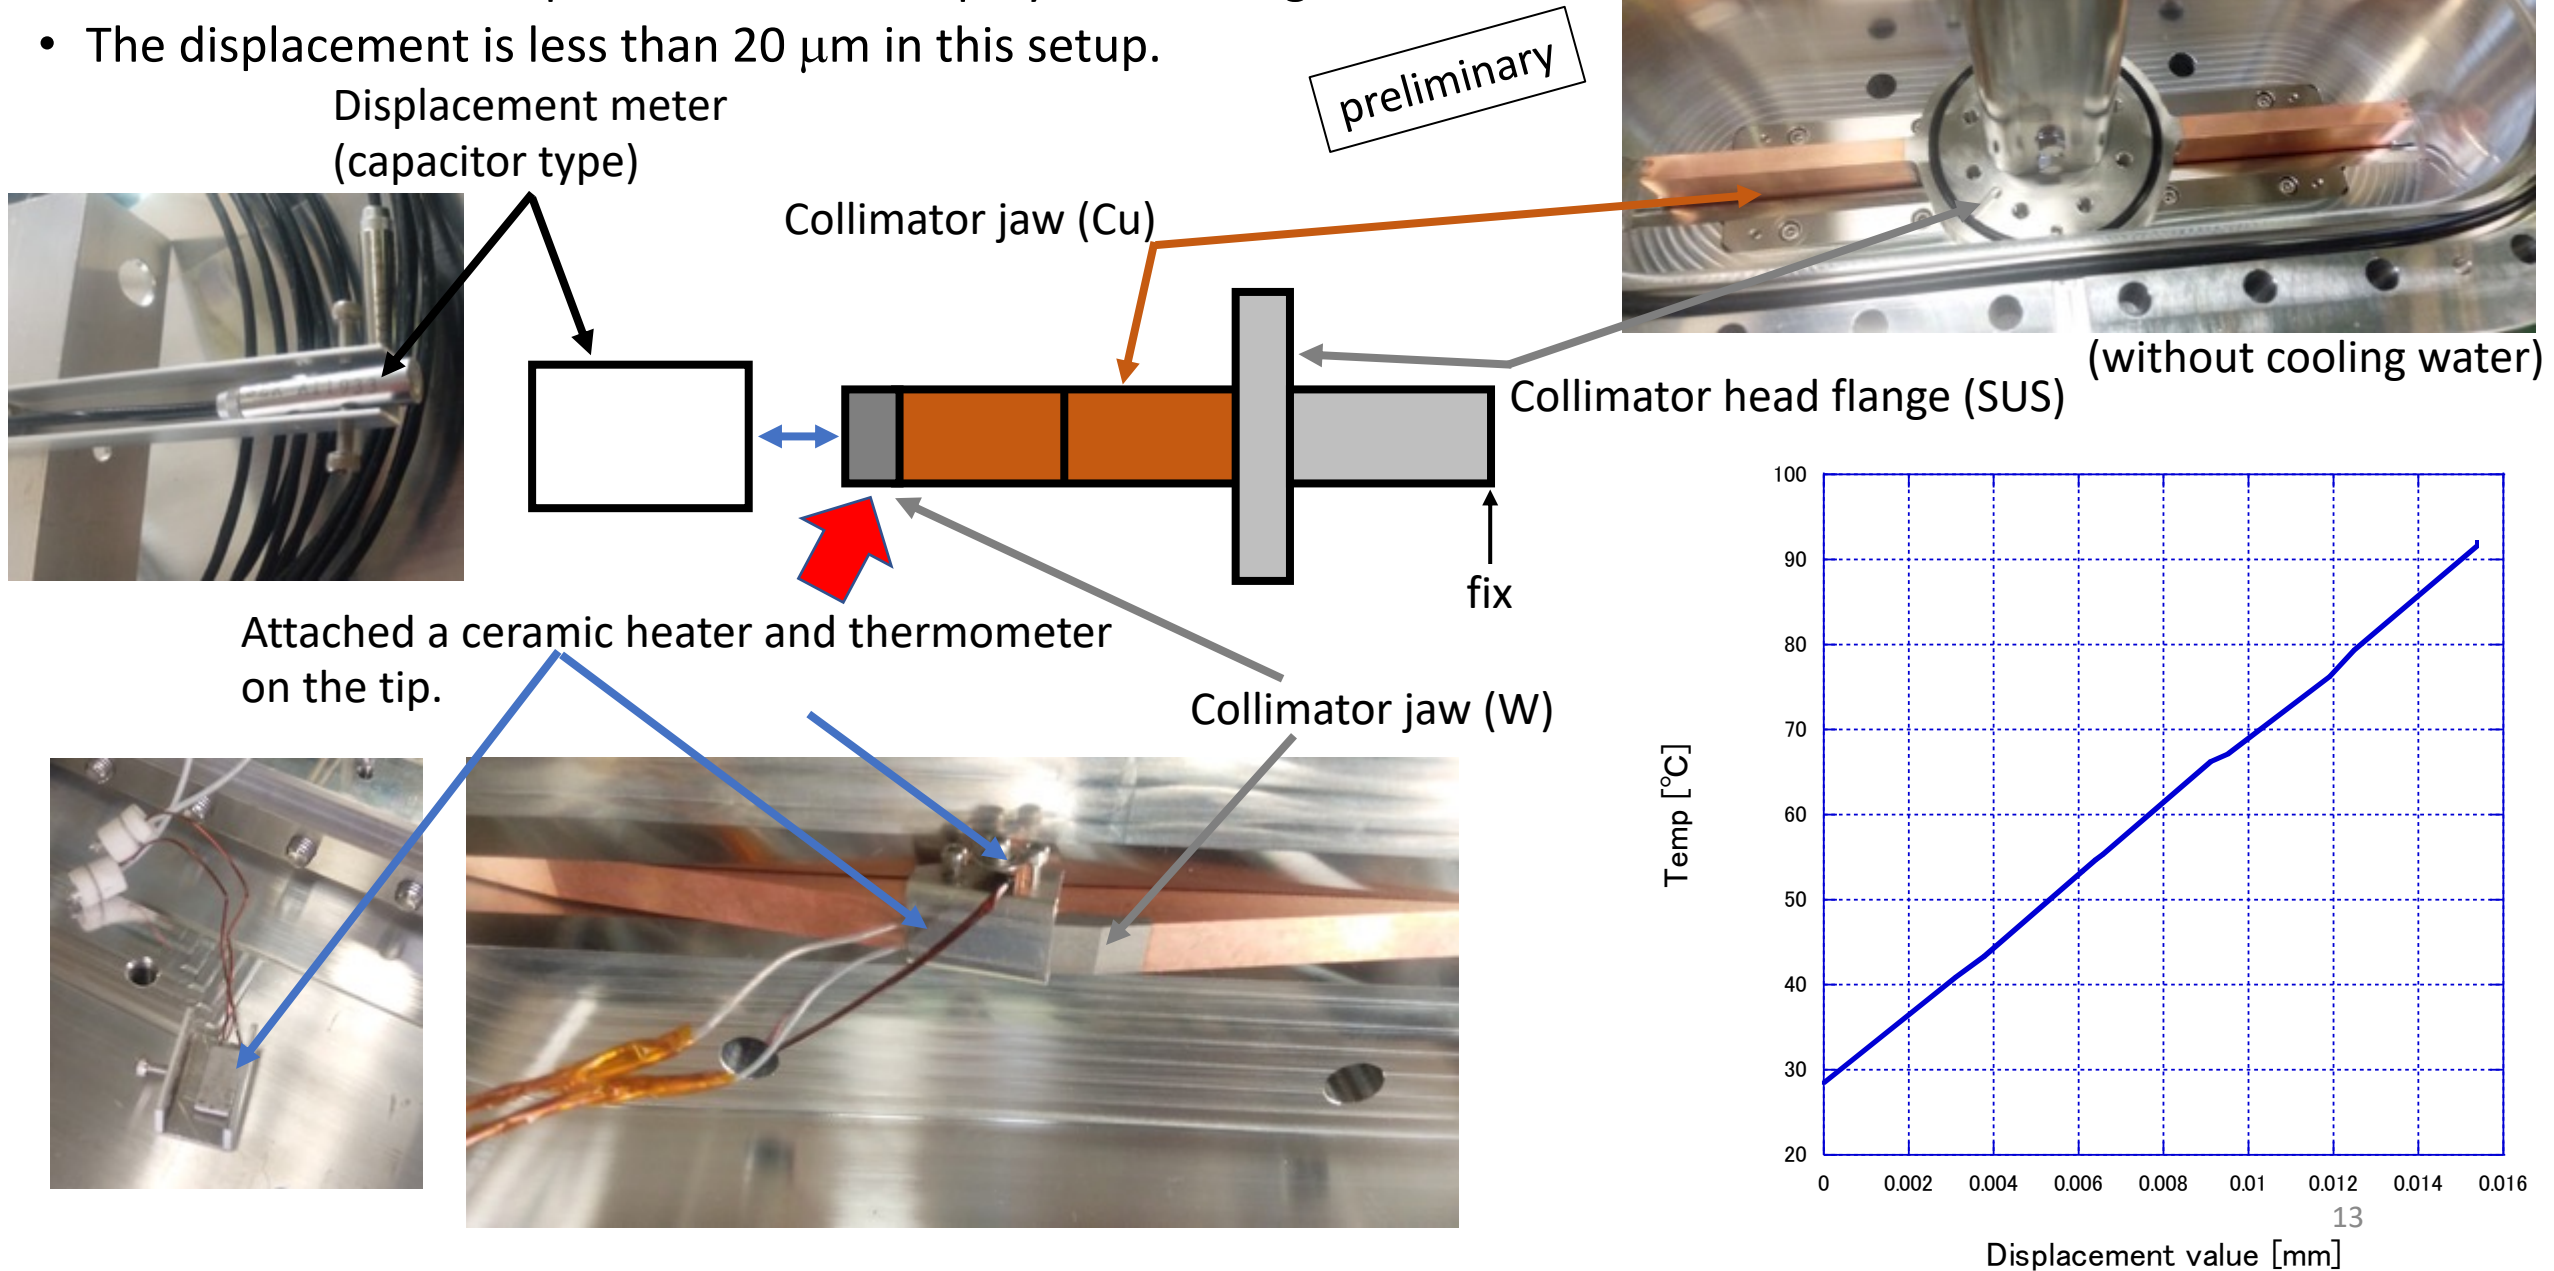 • The displacement is less than 20 μm in this setup.
preliminary
Displacement meter
(capacitor type)
Collimator jaw (Cu)
(without cooling water)
Collimator head flange (SUS)
fix
Attached a ceramic heater and thermometer
on the tip.
Collimator jaw (W)
100
90
80
70
60
50
40
30
20
Temp [℃]
0 0.002 0.004 0.006 0.008 0.01 0.012 0.014 0.016
13
Displacement value [mm]